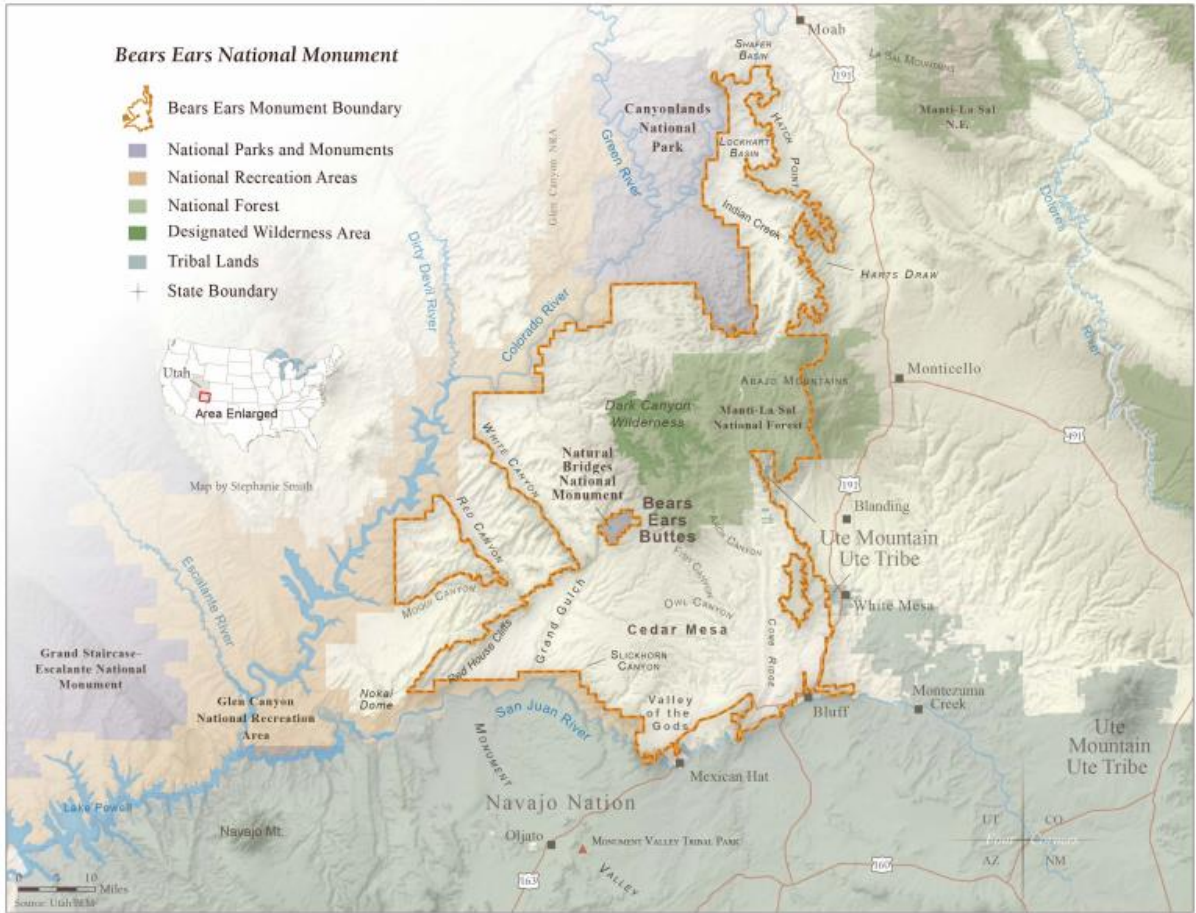 Bears Ears National Monument
Bears Ears Monument Boundary
National Parks and Monuments
National Recreation Areas
National Forest
Designated Wilderness Area
Tribal Lands
State Boundary
Utah
Area Enlarged
Map by Stephanie Smith
SHAFER
BASIN
Moab
191
LA SAL MOUNTAINS
Manti-La Sal
N.F.
Canyonlands
National
Park
HATCH
POINT
LOCKHART
BASIN
Green River
Glen Canyon NRA
Indian Creek
Dolores
River
HARTS DRAW
Dirty Devil River
Colorado River
ABAJO MOUNTAINS
Monticello
Dark Canyon
Wilderness
Manti-La Sal
National Forest
491
WHITE CANYON
Natural
Bridges
National
Monument
191
Blanding
RED CANYON
Bears
Ears
Buttes
ARCH CANYON
Ute Mountain
Ute Tribe
FISH CANYON
Escalante River
MOQUI CANYON
OWL CANYON
White Mesa
Grand Gulch
Cedar Mesa
COMB RIDGE
Red House Cliffs
SLICKHORN
CANYON
Grand Staircase–
Escalante National
Monument
Glen Canyon
National Recreation
Area
Nokai
Dome
Valley
of the
Gods
Bluff
Montezuma
Creek
San Juan River
Ute
Mountain
Ute Tribe
MONUMENT
VALLEY
Mexican Hat
Navajo Nation
Lake Powell
Navajo Mt.
Oljato
MONUMENT VALLEY TRIBAL PARK
UT
CO
Four Corners
AZ
NM
160
163
0
10
Miles
Source: Utah BLM